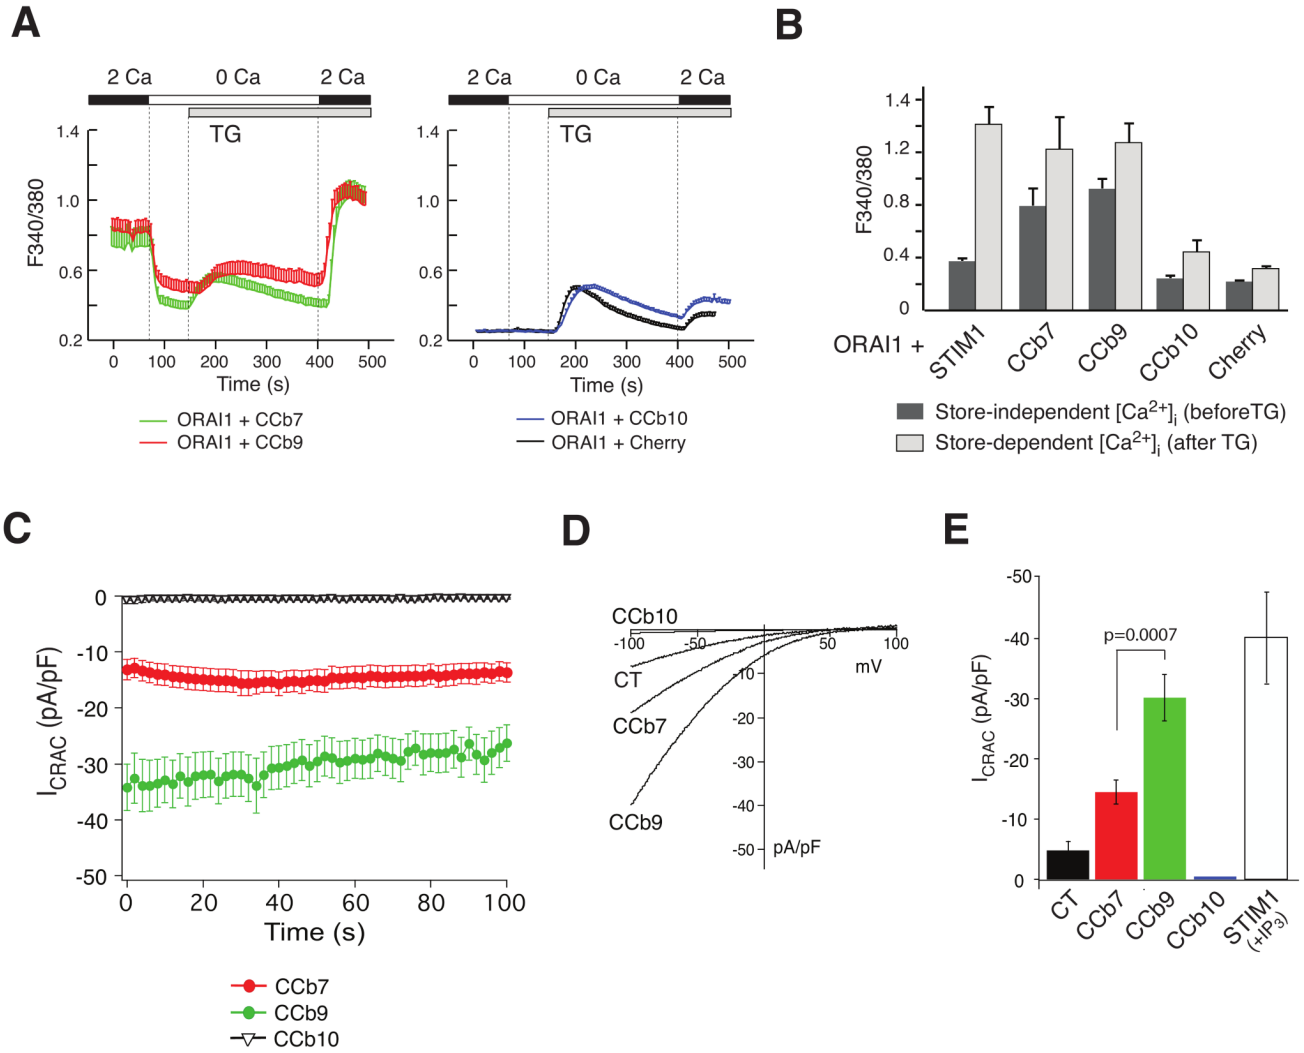 A
2 Ca 0 Ca 2 Ca
TG
1.4
1.0
0.6
0.2
F340/380
0 100 200 300 400 500
Time (s)
ORAI1 + CCb7
ORAI1 + CCb9
2 Ca 0 Ca 2 Ca
TG
1.4
1.0
0.6
0.2
0 100 200 300 400 500
Time (s)
ORAI1 + CCb10
ORAI1 + Cherry
B
1.4
1.2
0.8
0.4
0
F340/380
ORAI1 +
STIM1
CCb7
CCb9
CCb10
Cherry
Store-independent [Ca²⁺]ᵢ (beforeTG)
Store-dependent [Ca²⁺]ᵢ (after TG)
C
0
-10
-20
-30
-40
-50
I_CRAC (pA/pF)
0 20 40 60 80 100
Time (s)
CCb7
CCb9
CCb10
D
CCb10
-100 -50 50 100
mV
CT
CCb7
CCb9
-10
-20
-30
-40
-50
pA/pF
E
-50
-40
-30
-20
-10
0
I_CRAC (pA/pF)
p=0.0007
CT
CCb7
CCb9
CCb10
STIM1
(+IP₃)